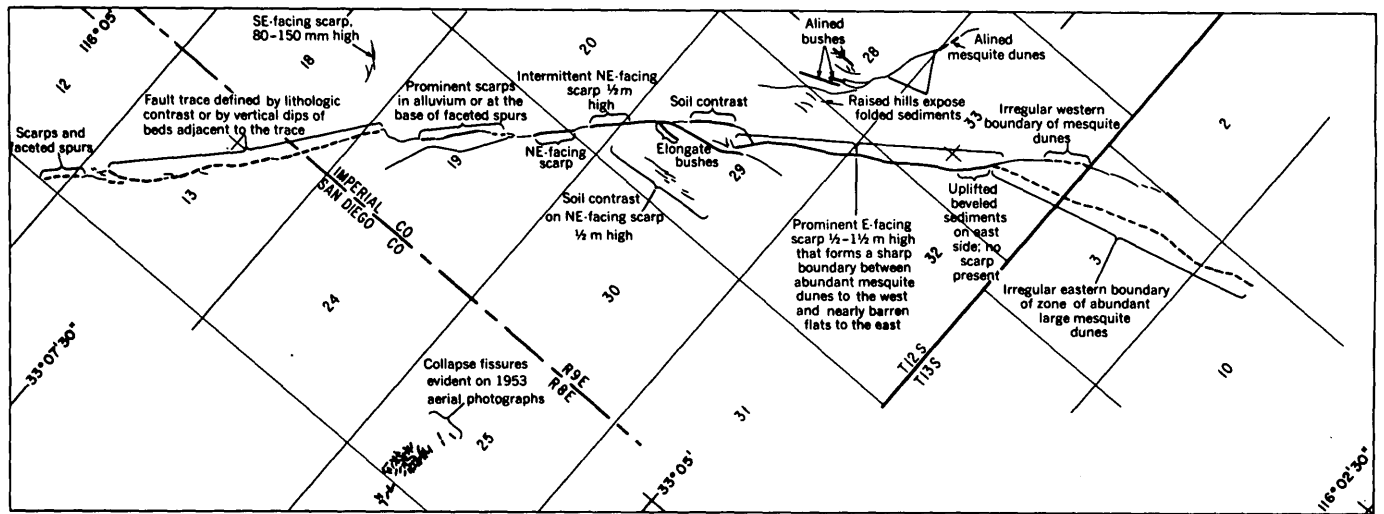 116°05'
SE-facing scarp,
80–150 mm high
18
20
12
Fault trace defined by lithologic
contrast or by vertical dips of
beds adjacent to the trace
Scarps and
faceted spurs
Prominent scarps
in alluvium or at the
base of faceted spurs
Intermittent NE-facing
scarp ½ m
high
Soil contrast
Alined
bushes
28
Alined
mesquite dunes
Raised hills expose
folded sediments
33
Irregular western
boundary of mesquite
dunes
2
13
19
NE-facing
scarp
Elongate
bushes
29
IMPERIAL CO
SAN DIEGO CO
Soil contrast
on NE-facing scarp
½ m high
Prominent E-facing
scarp ½–1½ m high
that forms a sharp
boundary between
abundant mesquite
dunes to the west
and nearly barren
flats to the east
32
Uplifted
beveled
sediments
on east
side; no
scarp
present
3
Irregular eastern boundary
of zone of abundant
large mesquite
dunes
24
30
33°07'30"
Collapse fissures
evident on 1953
aerial photographs
R9E
R8E
T12S
T13S
10
25
31
33°05'
116°02'30"